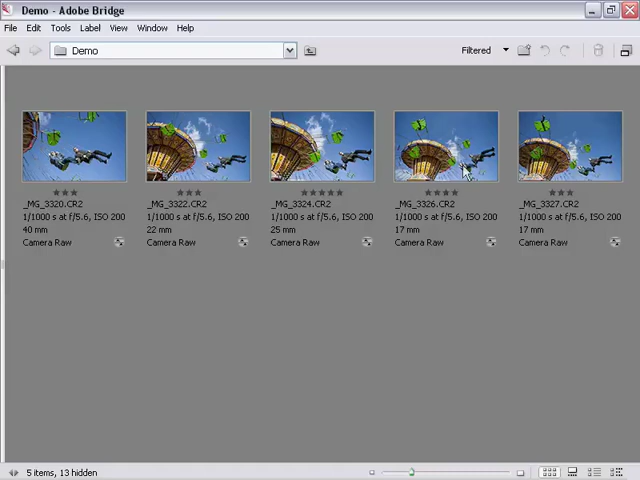 Demo - Adobe Bridge
File Edit Tools Label View Window Help
Demo Filtered
_MG_3320.CR2 _MG_3322.CR2 _MG_3324.CR2 _MG_3326.CR2 _MG_3327.CR2
1/1000 s at f/5.6, ISO 200 1/1000 s at f/5.6, ISO 200 1/1000 s at f/5.6, ISO 200 1/1000 s at f/5.6, ISO 200 1/1000 s at f/5.6, ISO 200
40 mm 22 mm 25 mm 17 mm 17 mm
Camera Raw Camera Raw Camera Raw Camera Raw Camera Raw
5 items, 13 hidden